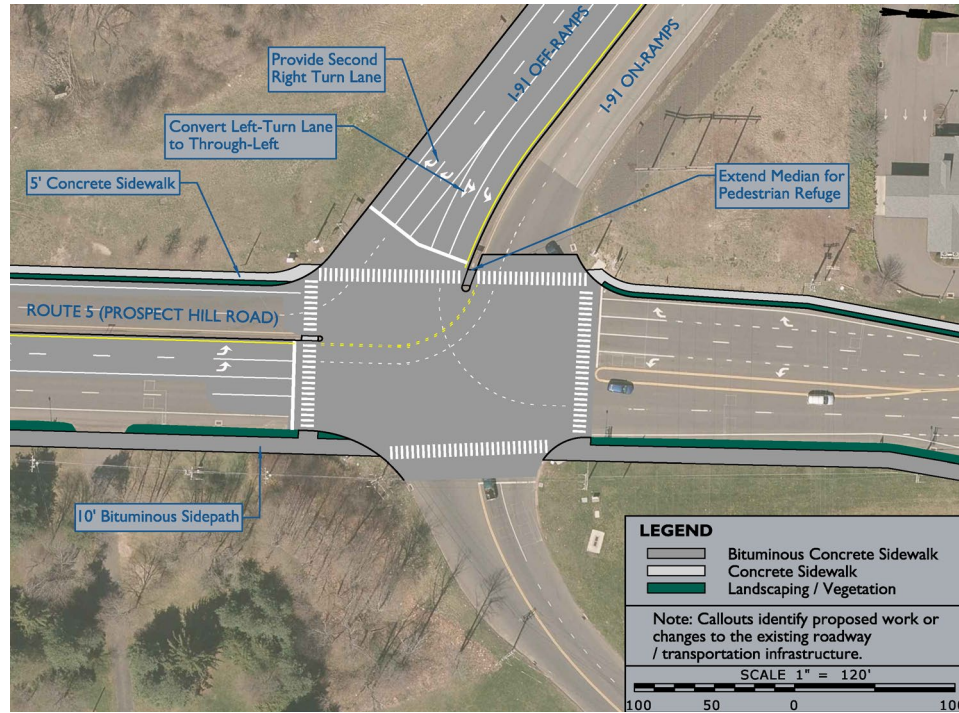 Provide Second
Right Turn Lane
I-91 OFF-RAMPS
I-91 ON-RAMPS
Convert Left-Turn Lane
to Through-Left
5' Concrete Sidewalk
Extend Median for
Pedestrian Refuge
ROUTE 5 (PROSPECT HILL ROAD)
10' Bituminous Sidepath
LEGEND
Bituminous Concrete Sidewalk
Concrete Sidewalk
Landscaping / Vegetation
Note: Callouts identify proposed work or
changes to the existing roadway
/ transportation infrastructure.
SCALE 1" = 120'
100 50 0 100